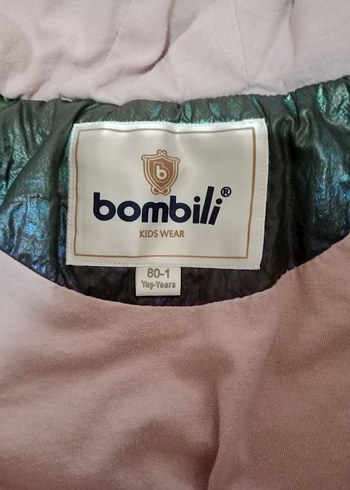 b
bombili®
KIDS WEAR
80-1
Yaş-Years